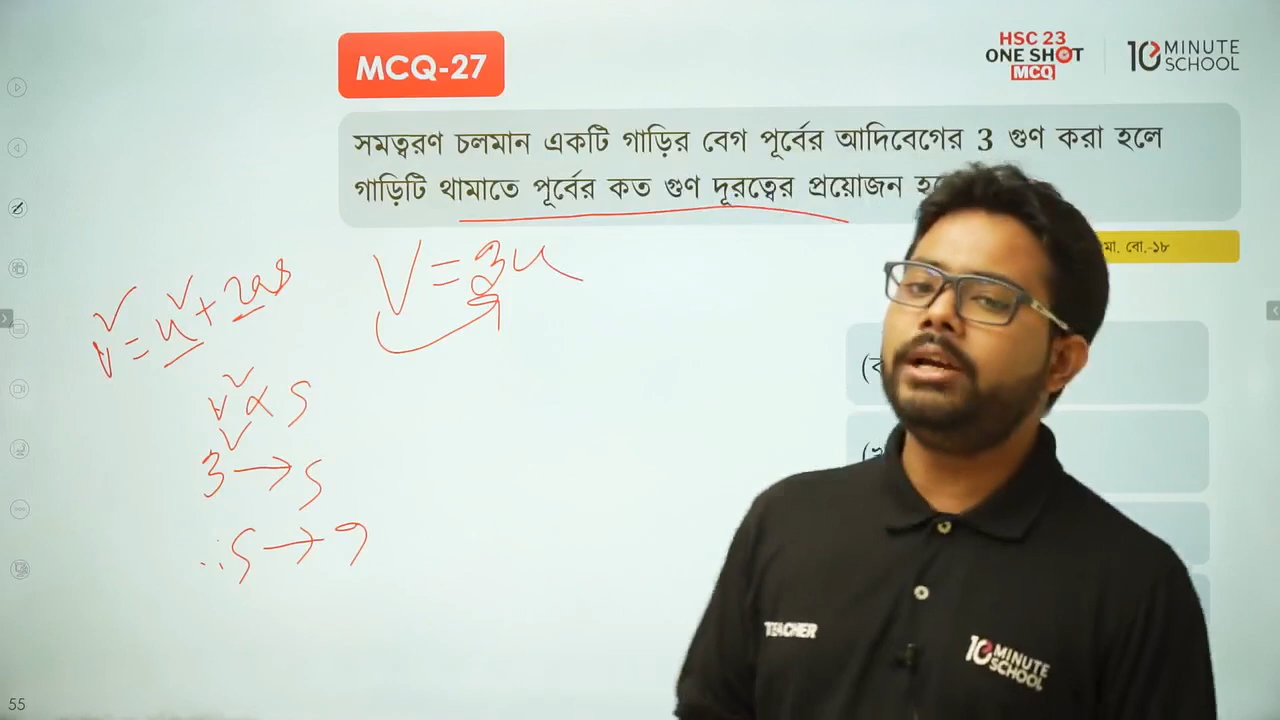 MCQ-27
HSC 23
ONE SHOT
MCQ
10 MINUTE
SCHOOL
সমত্বরণ চলমান একটি গাড়ির বেগ পূর্বের আদিবেগের 3 গুণ করা হলে
গাড়িটি থামাতে পূর্বের কত গুণ দূরত্বের প্রয়োজন
মা. বো.-১৮
V = 3u
v² = u² + 2as
v² ∝ S
3² → S
∴ S → 9
TEACHER
10 MINUTE
SCHOOL
55